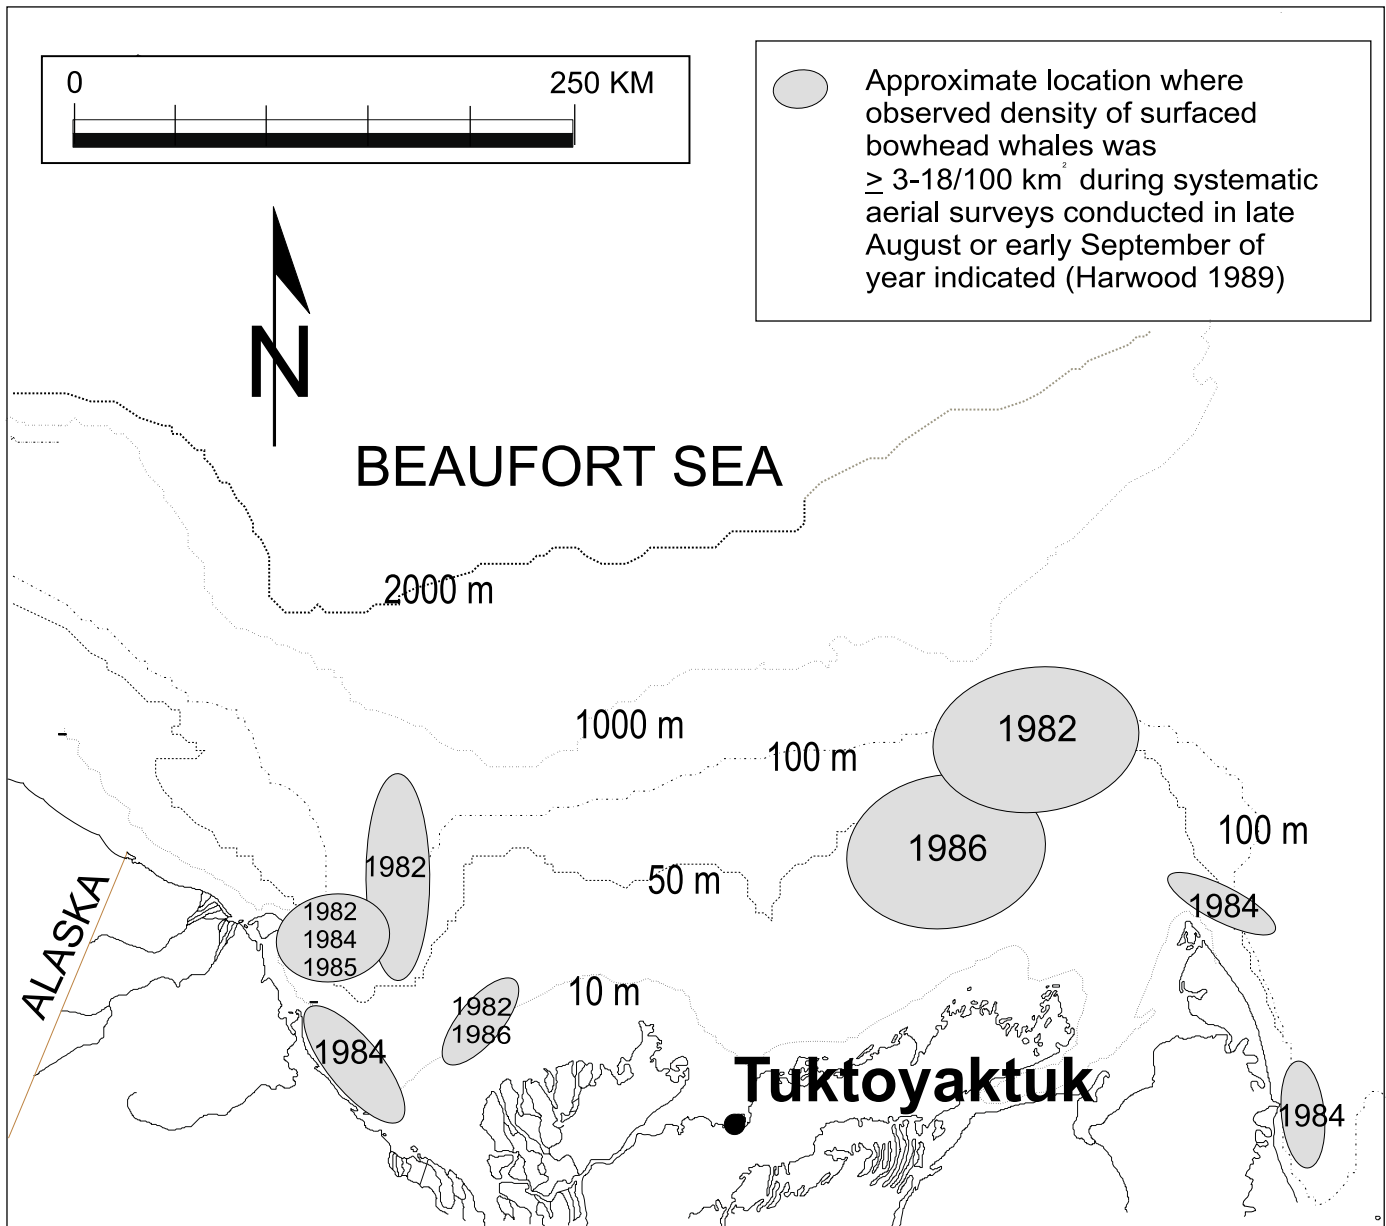 0 250 KM
Approximate location where
observed density of surfaced
bowhead whales was
≥ 3-18/100 km² during systematic
aerial surveys conducted in late
August or early September of
year indicated (Harwood 1989)
N
BEAUFORT SEA
2000 m
1000 m
100 m
1982
1986
100 m
50 m
1982
1982
1984
1985
ALASKA
1984
10 m
1982
1986
1984
Tuktoyaktuk
1984